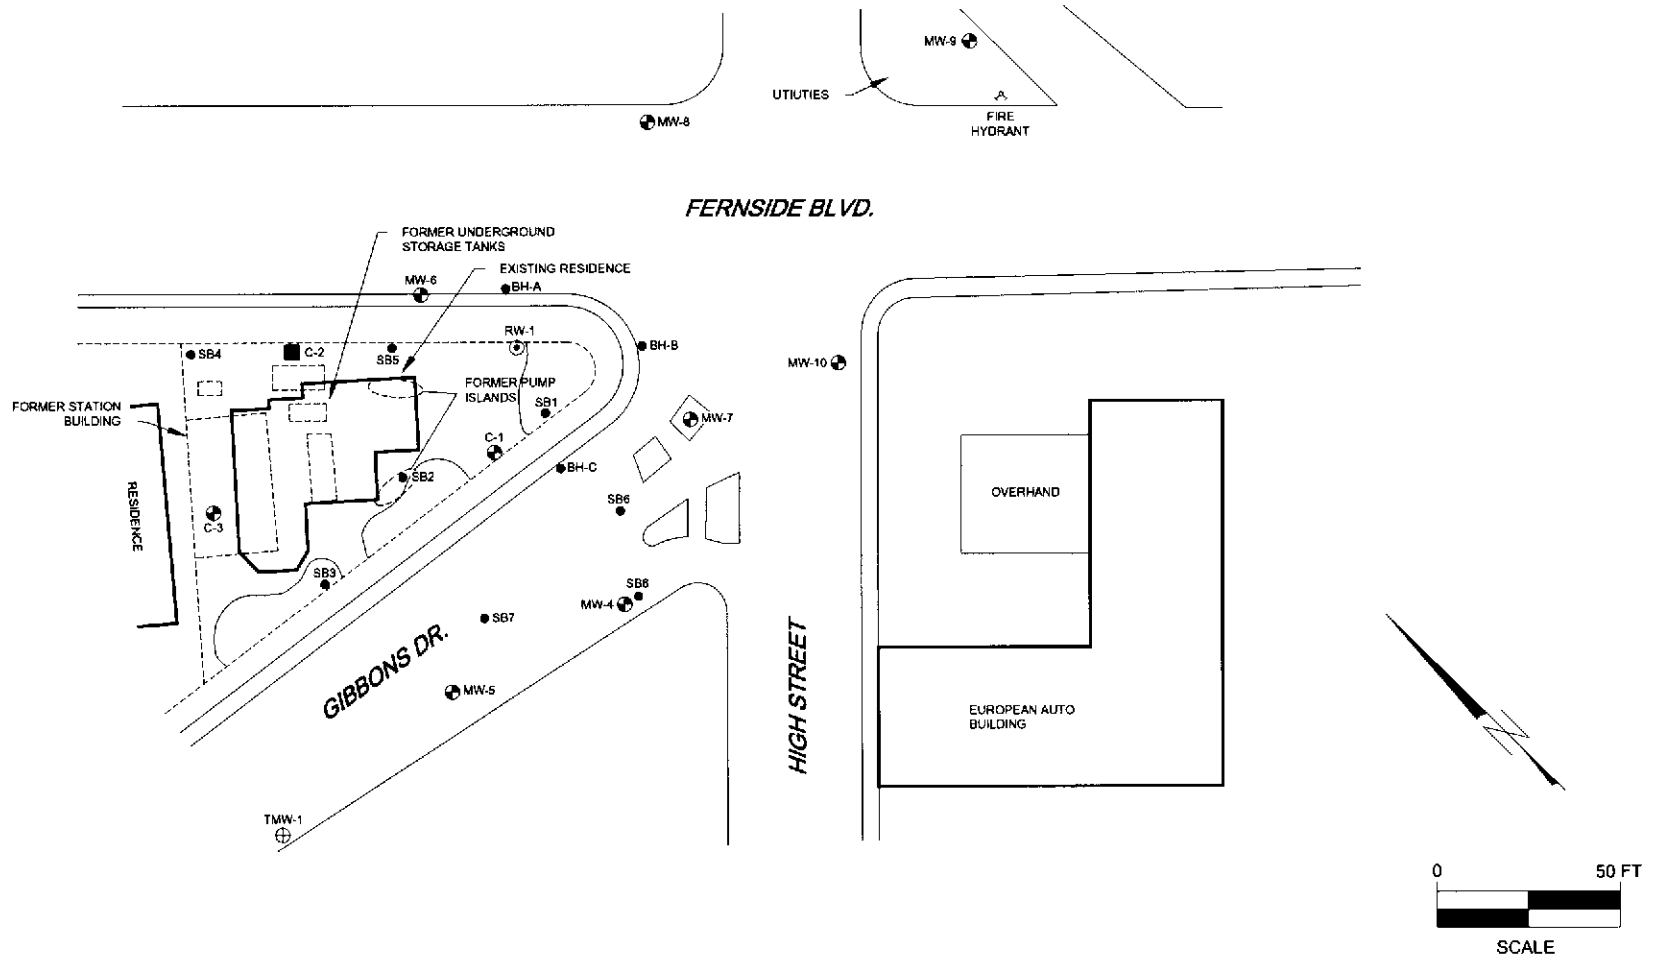 MW-9
UTIUTIES
FIRE
HYDRANT
MW-8
FERNSIDE BLVD.
FORMER UNDERGROUND
STORAGE TANKS
EXISTING RESIDENCE
MW-6
BH-A
RW-1
BH-B
SB4
C-2
SB5
MW-10
FORMER PUMP
ISLANDS
FORMER STATION
BUILDING
SB1
MW-7
C-1
BH-C
SB2
RESIDENCE
OVERHAND
SB6
C-3
SB3
SB6
MW-4
SB7
GIBBONS DR.
HIGH STREET
MW-5
EUROPEAN AUTO
BUILDING
N
TMW-1
0 50 FT
SCALE